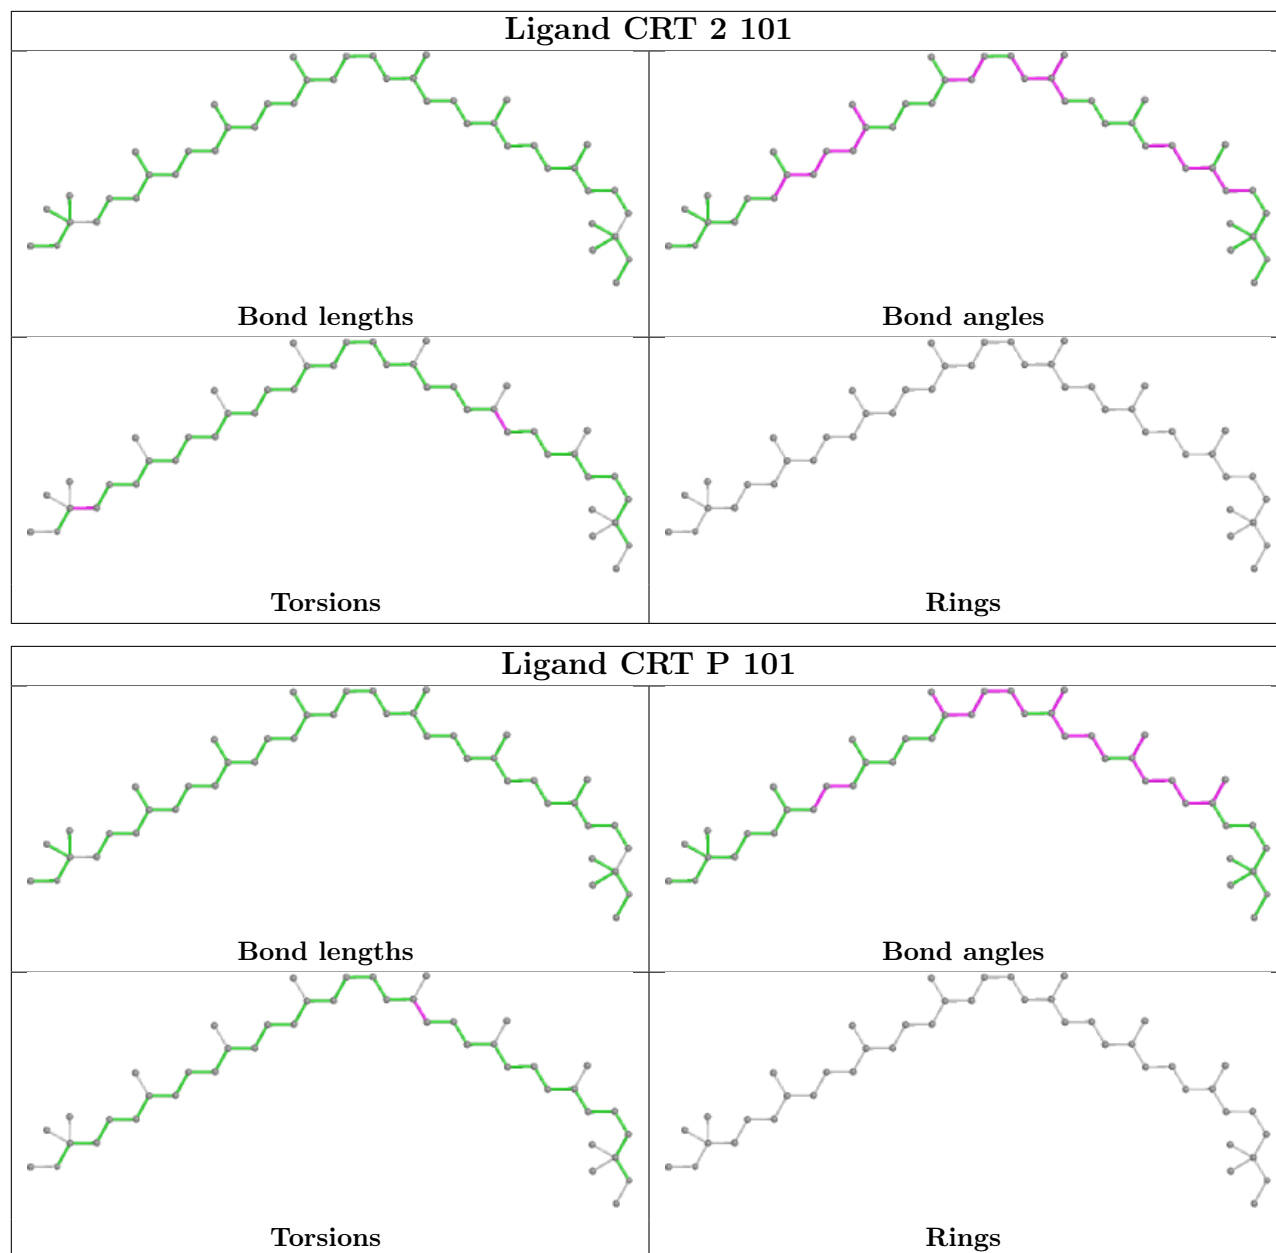 Ligand CRT 2 101
Bond lengths
Bond angles
Torsions
Rings
Ligand CRT P 101
Bond lengths
Bond angles
Torsions
Rings